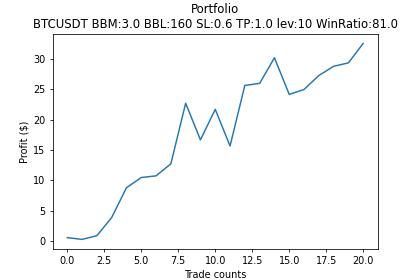 Portfolio
BTCUSDT BBM:3.0 BBL:160 SL:0.6 TP:1.0 lev:10 WinRatio:81.0
Profit ($)
30
25
20
15
10
5
0
0.0 2.5 5.0 7.5 10.0 12.5 15.0 17.5 20.0
Trade counts